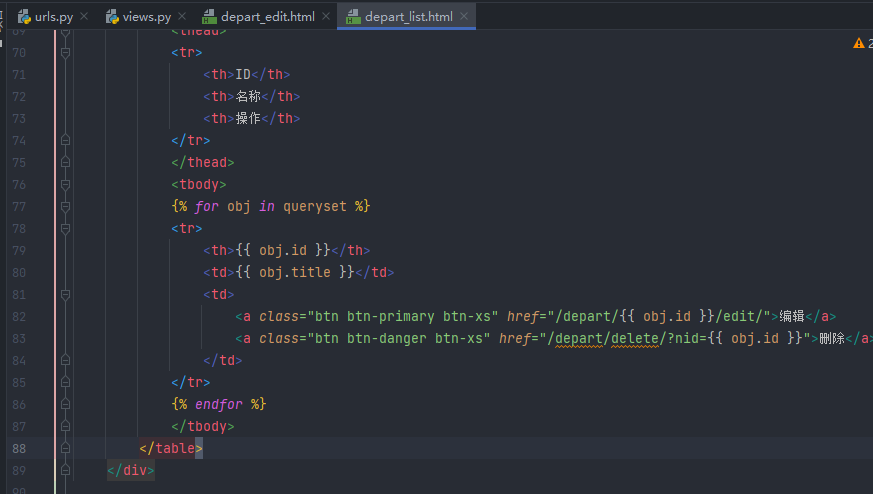 urls.py views.py depart_edit.html depart_list.html
69 <thead>
70 <tr>
71 <th>ID</th>
72 <th>名称</th>
73 <th>操作</th>
74 </tr>
75 </thead>
76 <tbody>
77 {% for obj in queryset %}
78 <tr>
79 <th>{{ obj.id }}</th>
80 <td>{{ obj.title }}</td>
81 <td>
82 <a class="btn btn-primary btn-xs" href="/depart/{{ obj.id }}/edit/">编辑</a>
83 <a class="btn btn-danger btn-xs" href="/depart/delete/?nid={{ obj.id }}">删除</a>
84 </td>
85 </tr>
86 {% endfor %}
87 </tbody>
88 </table>
89 </div>